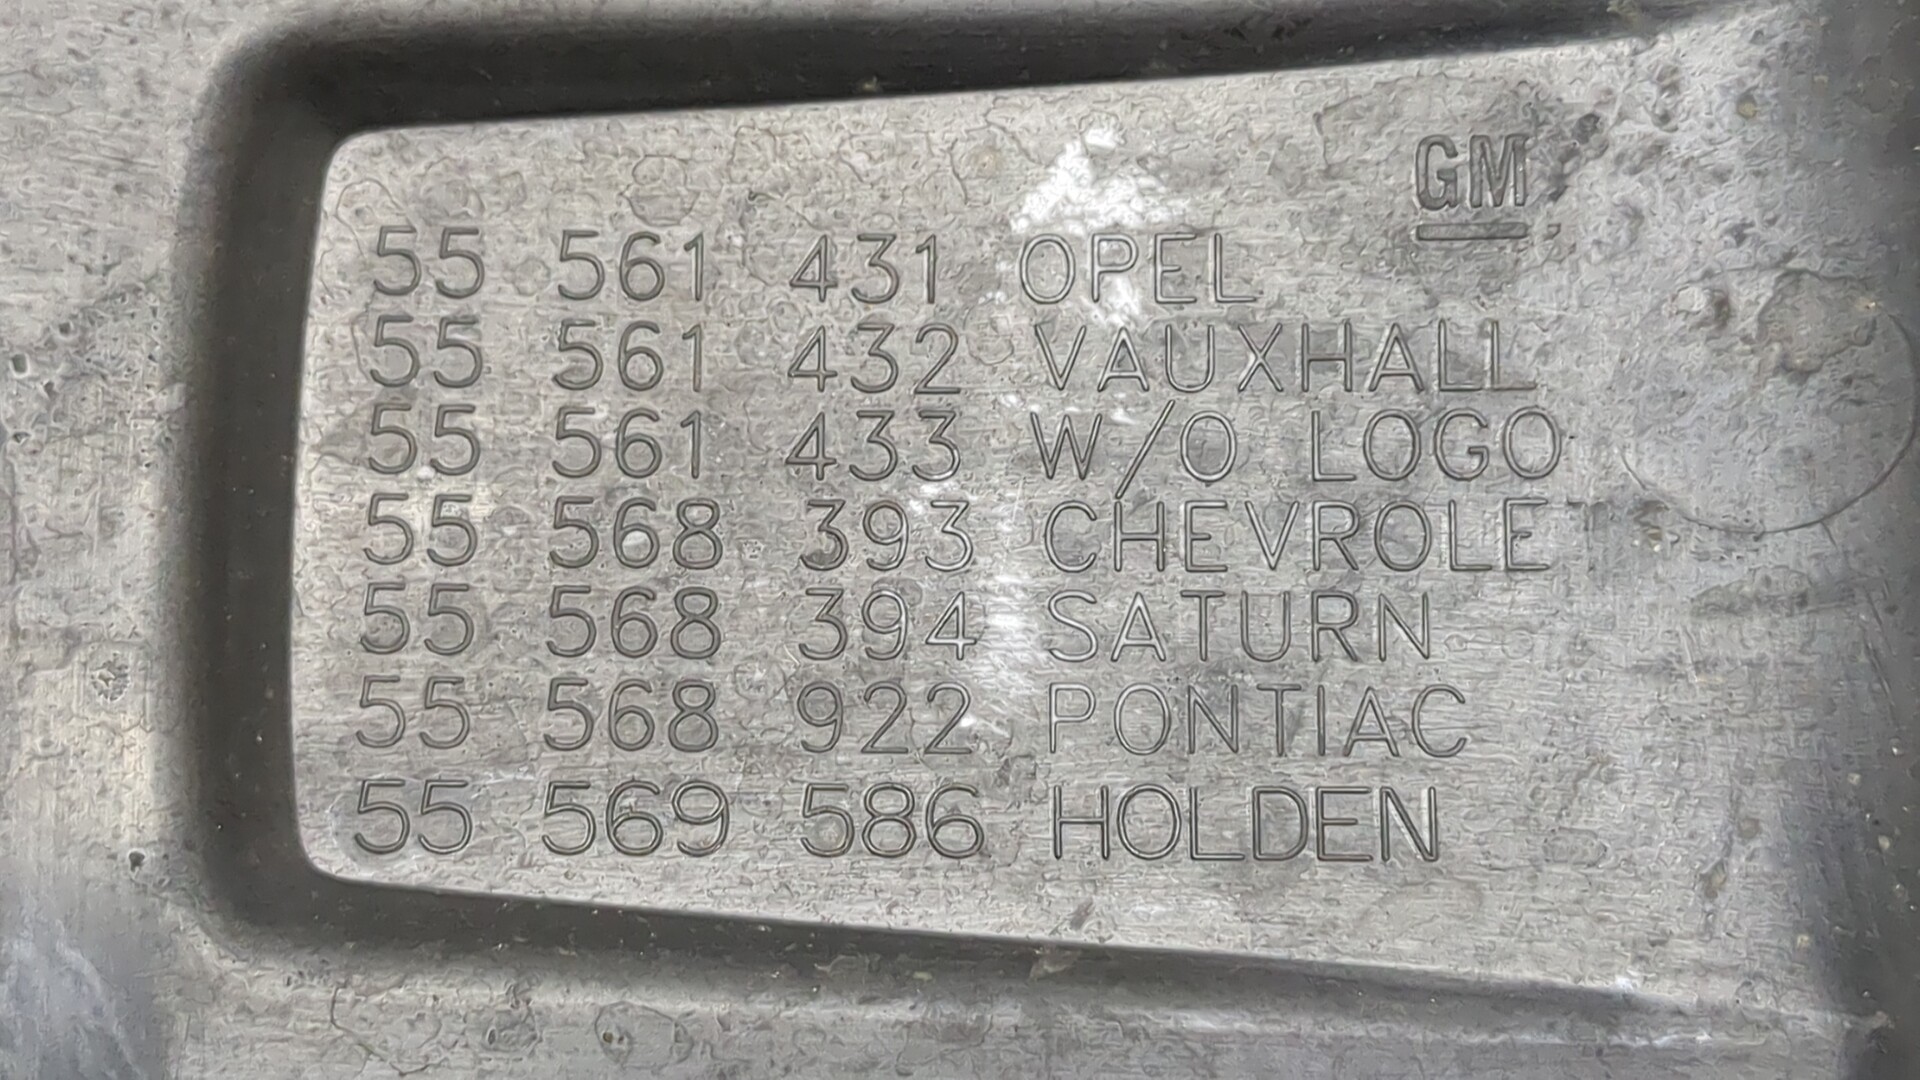 GM
55 561 431 OPEL
55 561 432 VAUXHALL
55 561 433 W/O LOGO
55 568 393 CHEVROLE
55 568 394 SATURN
55 568 922 PONTIAC
55 569 586 HOLDEN